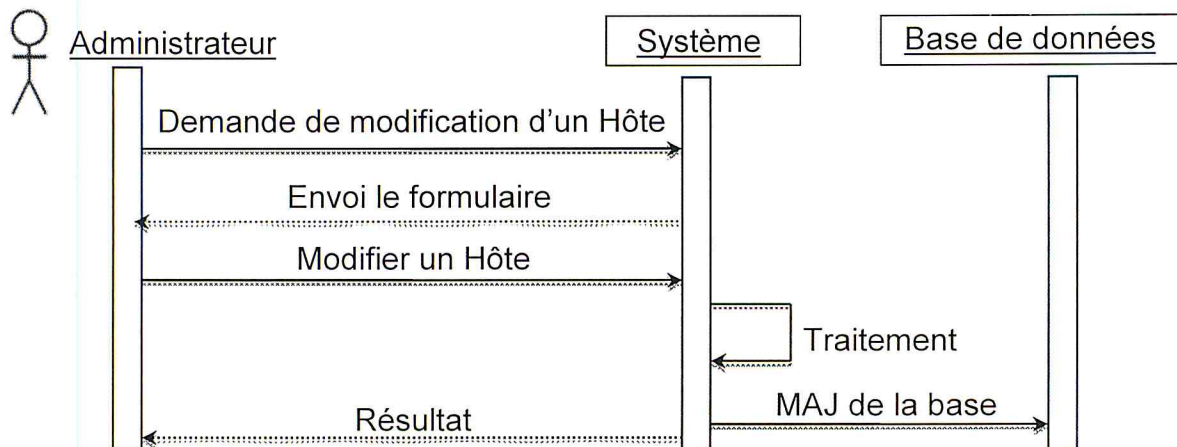 Administrateur
Système
Base de données
Demande de modification d'un Hôte
Envoi le formulaire
Modifier un Hôte
Traitement
MAJ de la base
Résultat